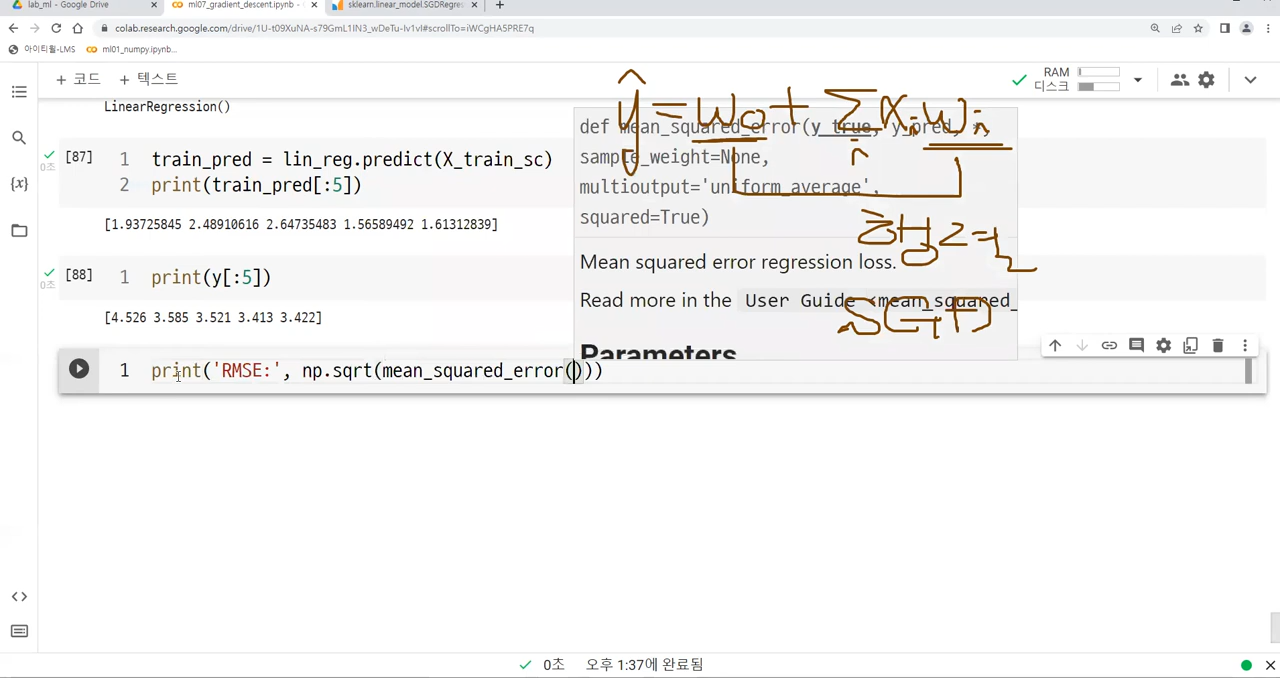 lab_ml - Google Drive
ml07_gradient_descent.ipynb -
sklearn.linear_model.SGDRegre
colab.research.google.com/drive/1U-t09XuNA-s79GmL1IN3_wDeTu-Iv1vI#scrollTo=iWCgHA5PRE7q
아이티윌-LMS
ml01_numpy.ipynb...
+ 코드 + 텍스트
RAM
디스크
LinearRegression()
[87]
0초
1 train_pred = lin_reg.predict(X_train_sc)
2 print(train_pred[:5])
[1.93725845 2.48910616 2.64735483 1.56589492 1.61312839]
[88]
0초
1 print(y[:5])
[4.526 3.585 3.521 3.413 3.422]
def mean_squared_error(y_true, y_pred, *,
sample_weight=None,
multioutput='uniform_average',
squared=True)
Mean squared error regression loss.
Read more in the User Guide <mean_squared_
Parameters
ŷ = w0 + Σ xi wi
i
SGD
1 print('RMSE:', np.sqrt(mean_squared_error()))
0초 오후 1:37에 완료됨